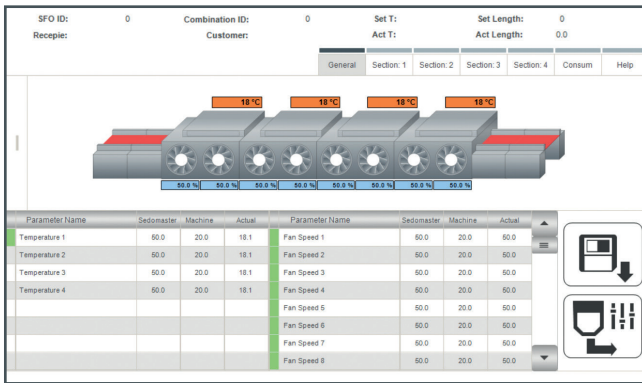 SFO ID: 0 Combination ID: 0 Set T: Set Length: 0
Recepie: Customer: Act T: Act Length: 0.0
General Section: 1 Section: 2 Section: 3 Section: 4 Consum Help
18 °C 18 °C 18 °C 18 °C
50.0 % 50.0 % 50.0 % 50.0 % 50.0 % 50.0 % 50.0 % 50.0 %
Parameter Name Sedomaster Machine Actual Parameter Name Sedomaster Machine Actual
Temperature 1 50.0 20.0 18.1 Fan Speed 1 50.0 20.0 50.0
Temperature 2 50.0 20.0 18.1 Fan Speed 2 50.0 20.0 50.0
Temperature 3 50.0 20.0 18.1 Fan Speed 3 50.0 20.0 50.0
Temperature 4 50.0 20.0 18.1 Fan Speed 4 50.0 20.0 50.0
Fan Speed 5 50.0 20.0 50.0
Fan Speed 6 50.0 20.0 50.0
Fan Speed 7 50.0 20.0 50.0
Fan Speed 8 50.0 20.0 50.0